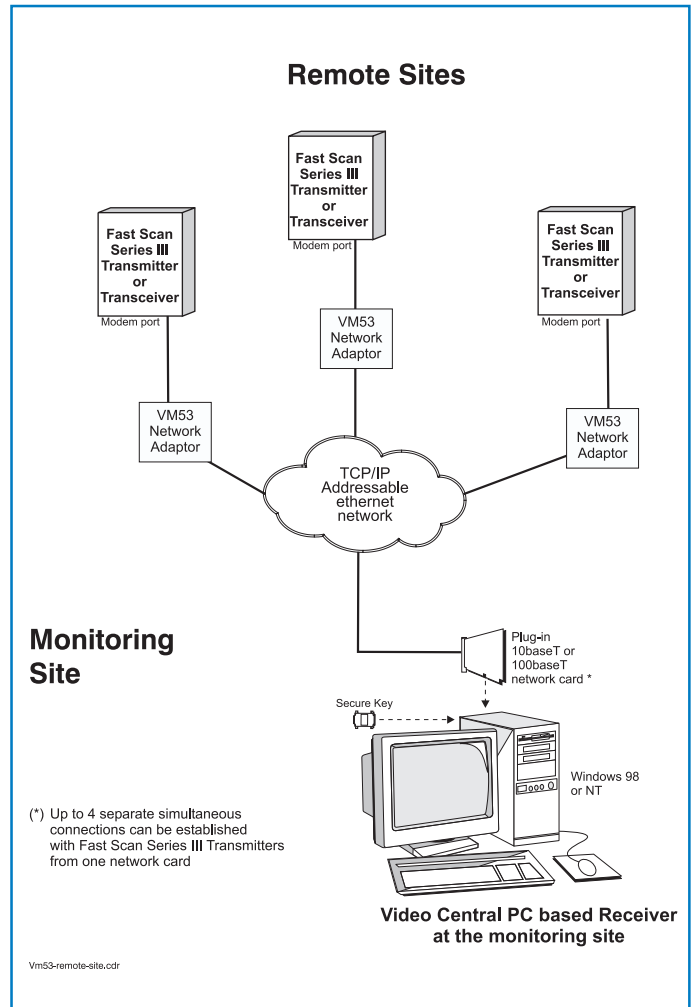 Remote Sites
Fast Scan
Series III
Transmitter
or
Transceiver
Modem port
VM53
Network
Adaptor
Fast Scan
Series III
Transmitter
or
Transceiver
Modem port
VM53
Network
Adaptor
Fast Scan
Series III
Transmitter
or
Transceiver
Modem port
VM53
Network
Adaptor
TCP/IP
Addressable
ethernet
network
Monitoring
Site
Plug-in
10baseT or
100baseT
network card *
Secure Key
Windows 98
or NT
(*) Up to 4 separate simultaneous
connections can be established
with Fast Scan Series III Transmitters
from one network card
Video Central PC based Receiver
at the monitoring site
Vm53-remote-site.cdr